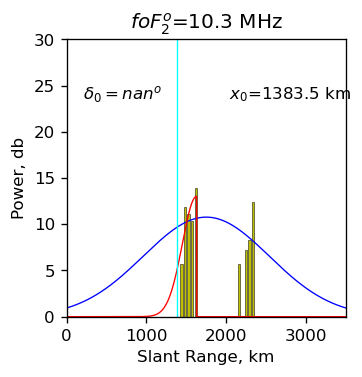 foF₂ᵒ=10.3 MHz
30
δ₀ = nanᵒ x₀=1383.5 km
25
20
Power, db
15
10
5
0
0 1000 2000 3000
Slant Range, km